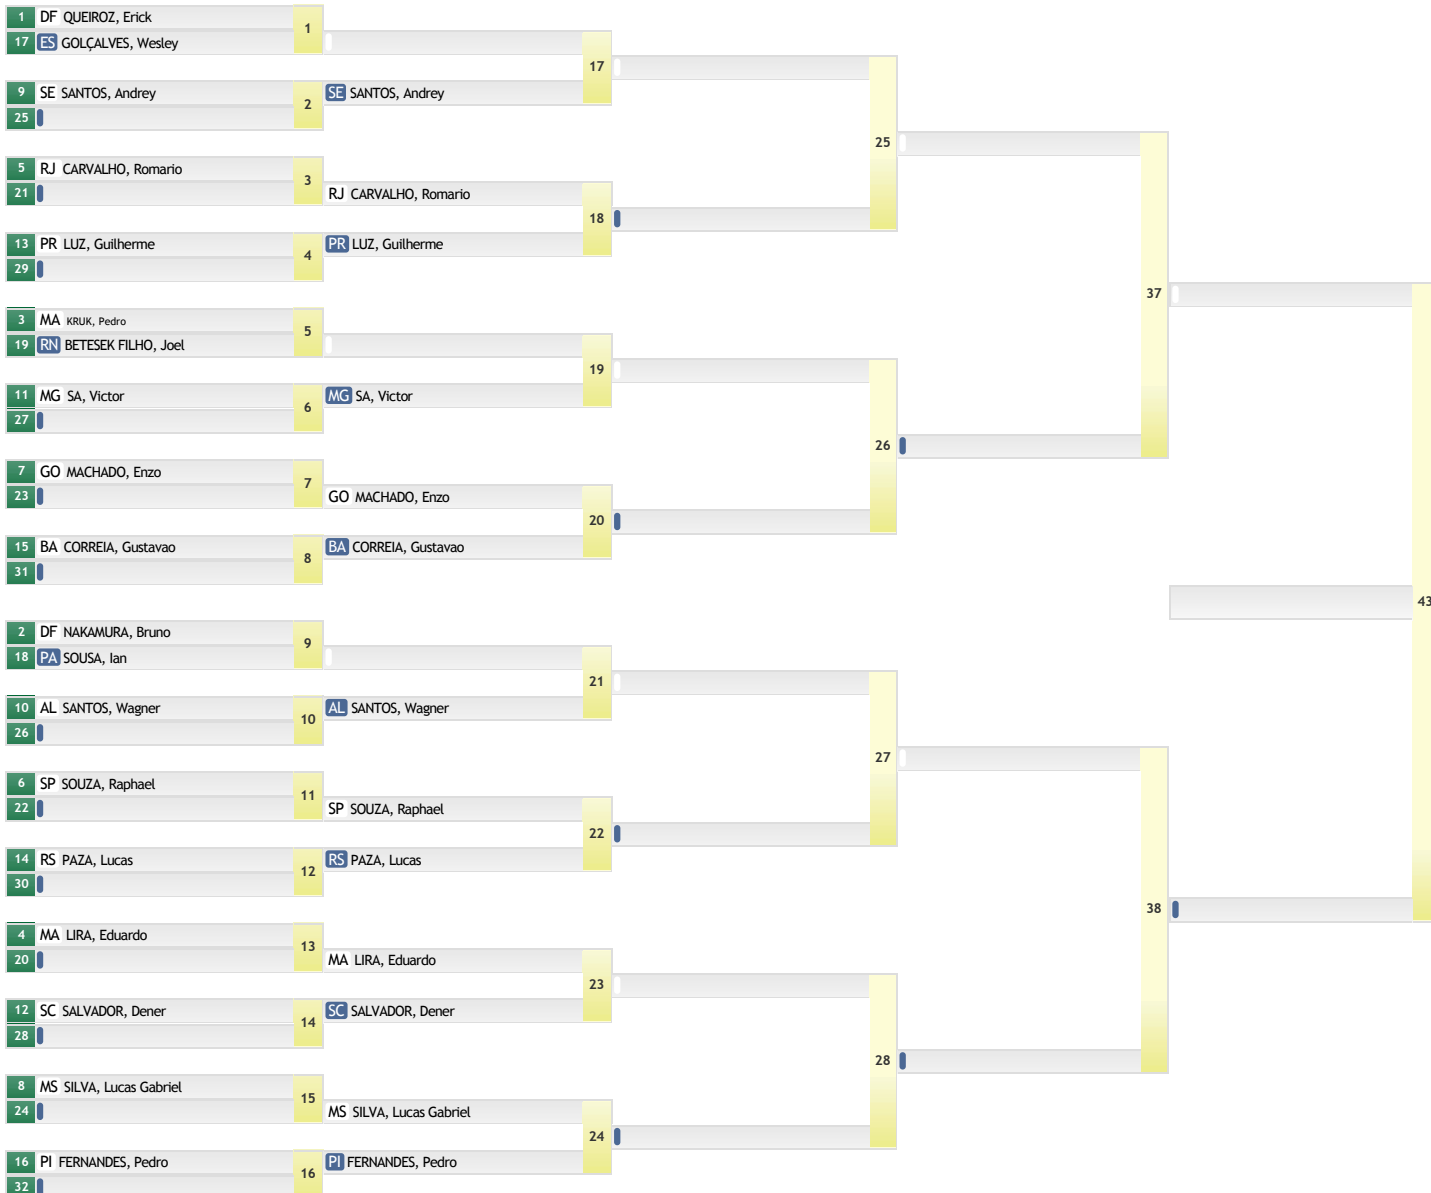 1 DF QUEIROZ, Erick 1
17 ES GOLÇALVES, Wesley
17
9 SE SANTOS, Andrey 2 SE SANTOS, Andrey
25
25
5 RJ CARVALHO, Romario 3
21 RJ CARVALHO, Romario
18
13 PR LUZ, Guilherme 4 PR LUZ, Guilherme
29
37
3 MA KRUK, Pedro 5
19 RN BETESEK FILHO, Joel
19
11 MG SA, Victor 6 MG SA, Victor
27
26
7 GO MACHADO, Enzo 7
23 GO MACHADO, Enzo
20
15 BA CORREIA, Gustavao 8 BA CORREIA, Gustavao
31
43
2 DF NAKAMURA, Bruno 9
18 PA SOUSA, Ian
21
10 AL SANTOS, Wagner 10 AL SANTOS, Wagner
26
27
6 SP SOUZA, Raphael 11
22 SP SOUZA, Raphael
22
14 RS PAZA, Lucas 12 RS PAZA, Lucas
30
38
4 MA LIRA, Eduardo 13
20 MA LIRA, Eduardo
23
12 SC SALVADOR, Dener 14 SC SALVADOR, Dener
28
28
8 MS SILVA, Lucas Gabriel 15
24 MS SILVA, Lucas Gabriel
24
16 PI FERNANDES, Pedro 16 PI FERNANDES, Pedro
32